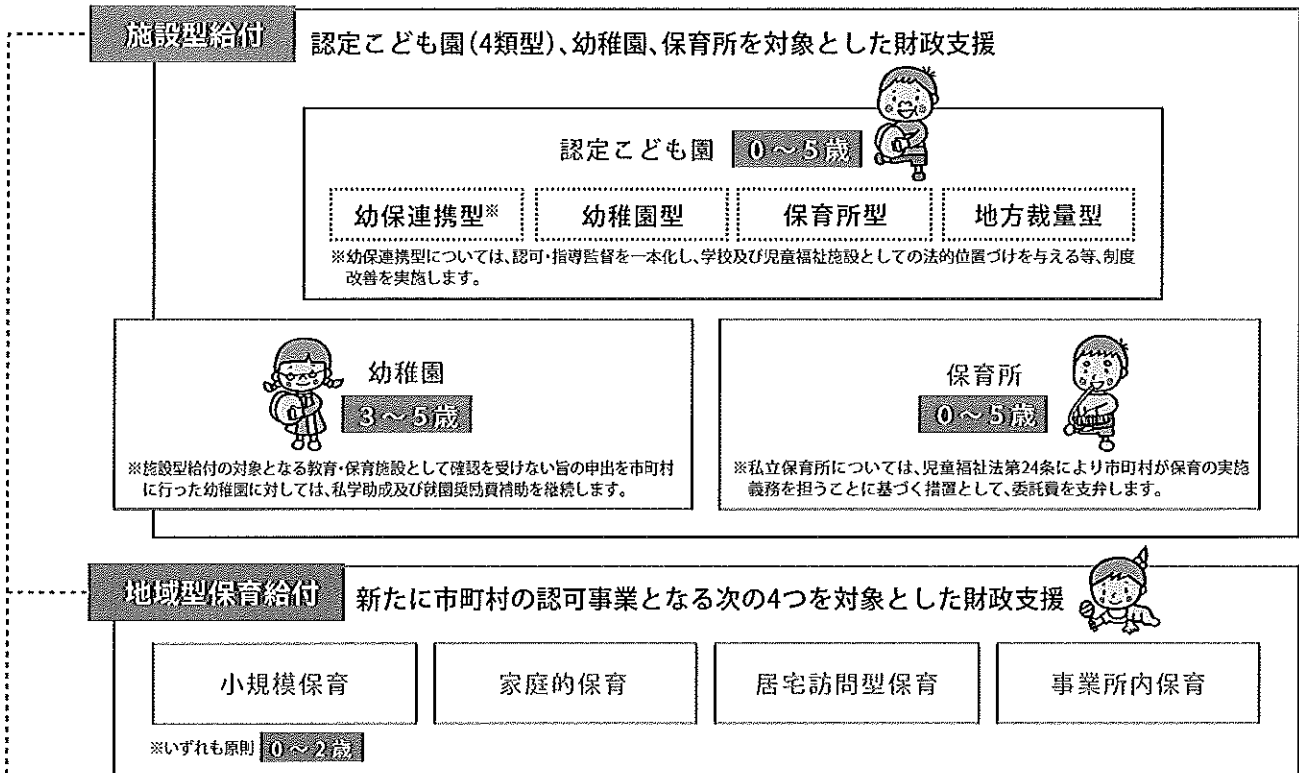 施設型給付 認定こども園(4類型)、幼稚園、保育所を対象とした財政支援
認定こども園 0～5歳
幼保連携型※ 幼稚園型 保育所型 地方裁量型
※幼保連携型については、認可・指導監督を一本化し、学校及び児童福祉施設としての法的位置づけを与える等、制度
改善を実施します。
幼稚園
3～5歳
※施設型給付の対象となる教育・保育施設として確認を受けない旨の申出を市町村
に行った幼稚園に対しては、私学助成及び就園奨励費補助を継続します。
保育所
0～5歳
※私立保育所については、児童福祉法第24条により市町村が保育の実施
義務を担うことに基づく措置として、委託費を支弁します。
地域型保育給付 新たに市町村の認可事業となる次の4つを対象とした財政支援
小規模保育 家庭的保育 居宅訪問型保育 事業所内保育
※いずれも原則 0～2歳